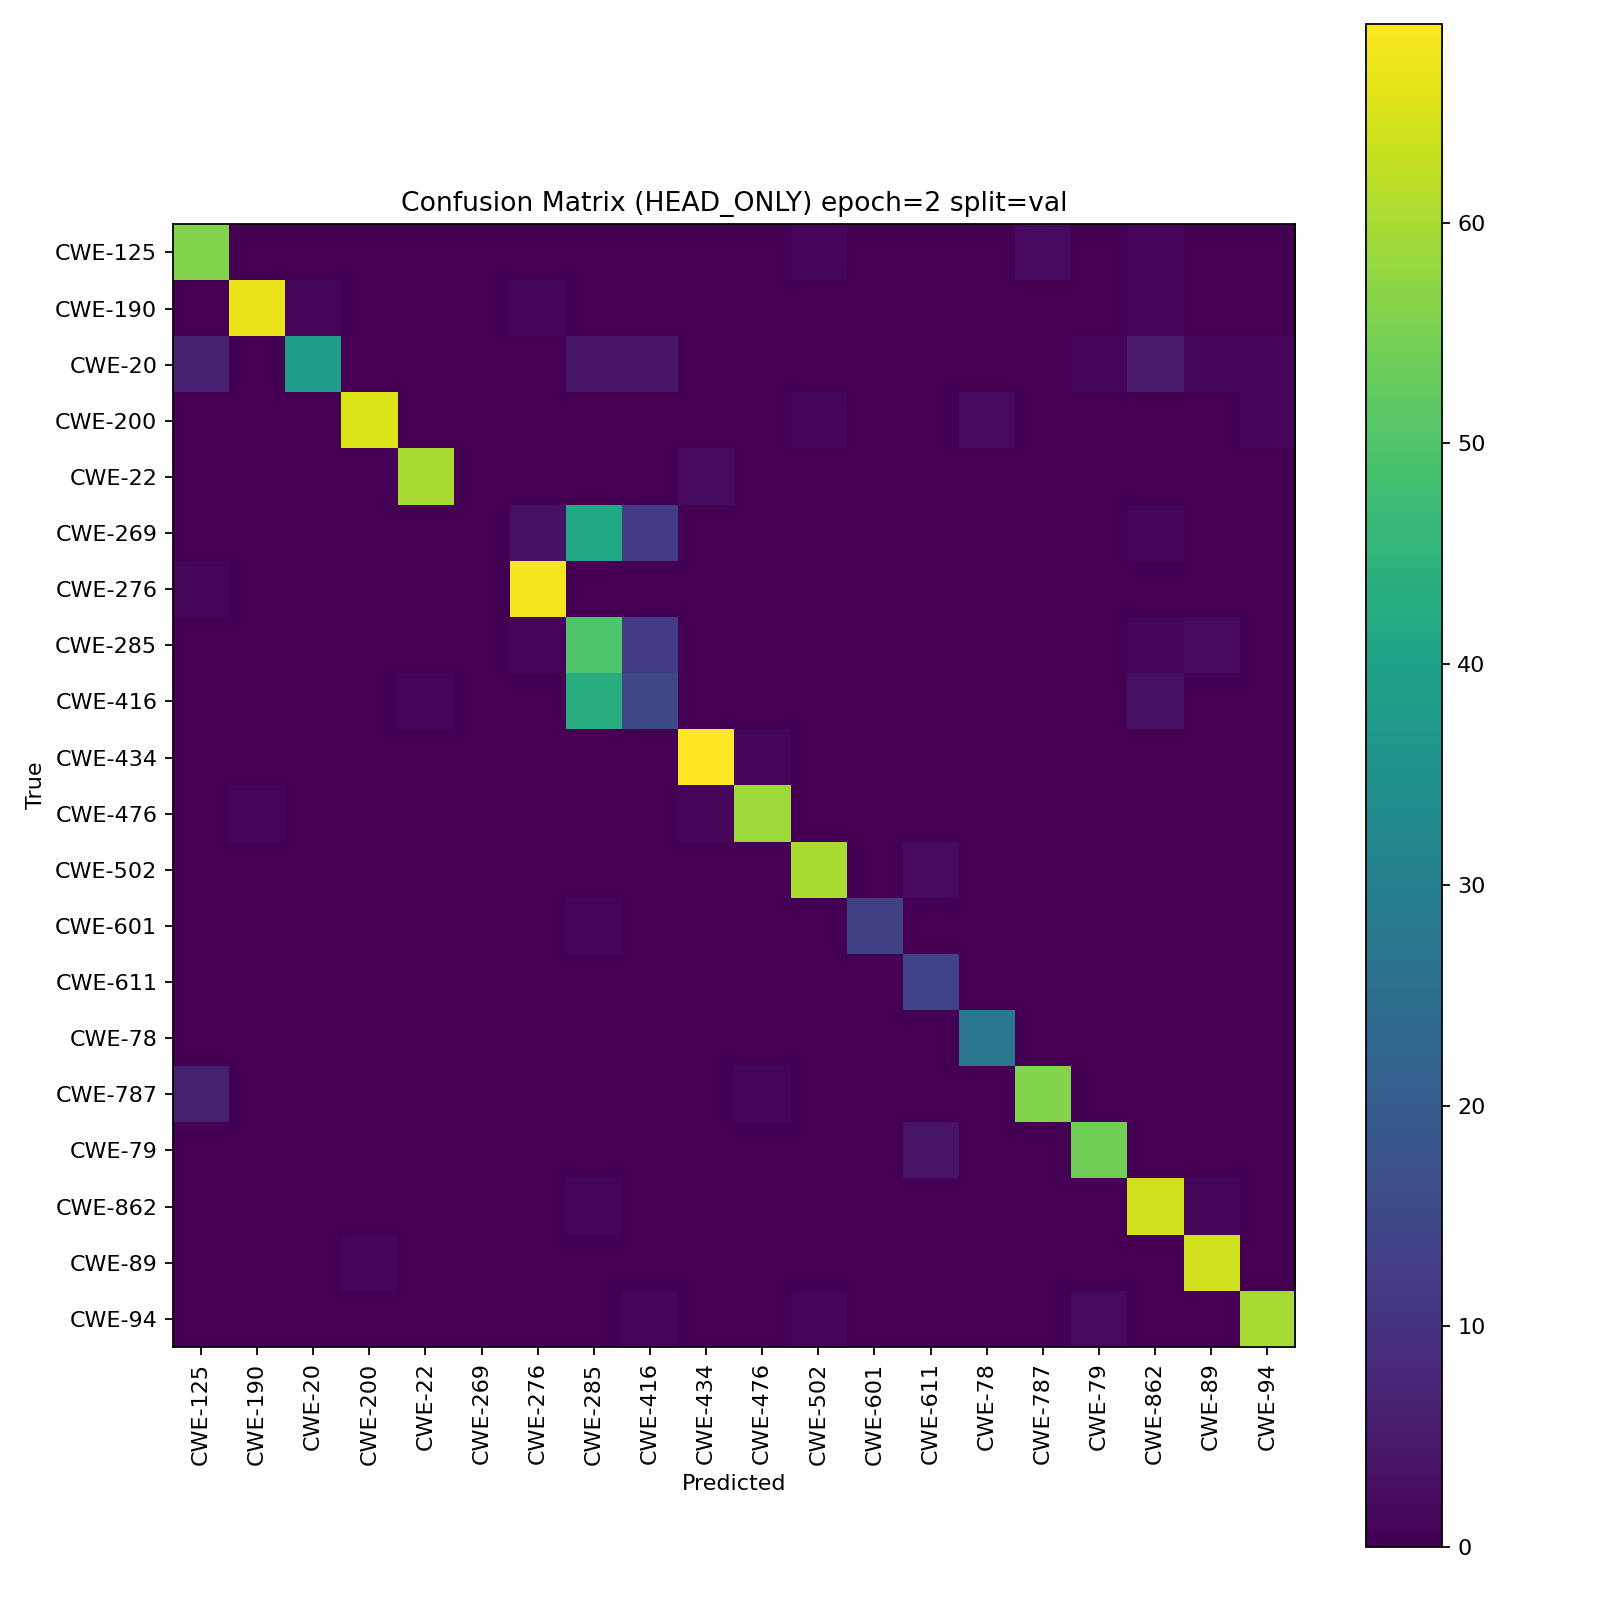 Confusion Matrix (HEAD_ONLY) epoch=2 split=val
True
CWE-125
CWE-190
CWE-20
CWE-200
CWE-22
CWE-269
CWE-276
CWE-285
CWE-416
CWE-434
CWE-476
CWE-502
CWE-601
CWE-611
CWE-78
CWE-787
CWE-79
CWE-862
CWE-89
CWE-94
CWE-125
CWE-190
CWE-20
CWE-200
CWE-22
CWE-269
CWE-276
CWE-285
CWE-416
CWE-434
CWE-476
CWE-502
CWE-601
CWE-611
CWE-78
CWE-787
CWE-79
CWE-862
CWE-89
CWE-94
Predicted
60
50
40
30
20
10
0